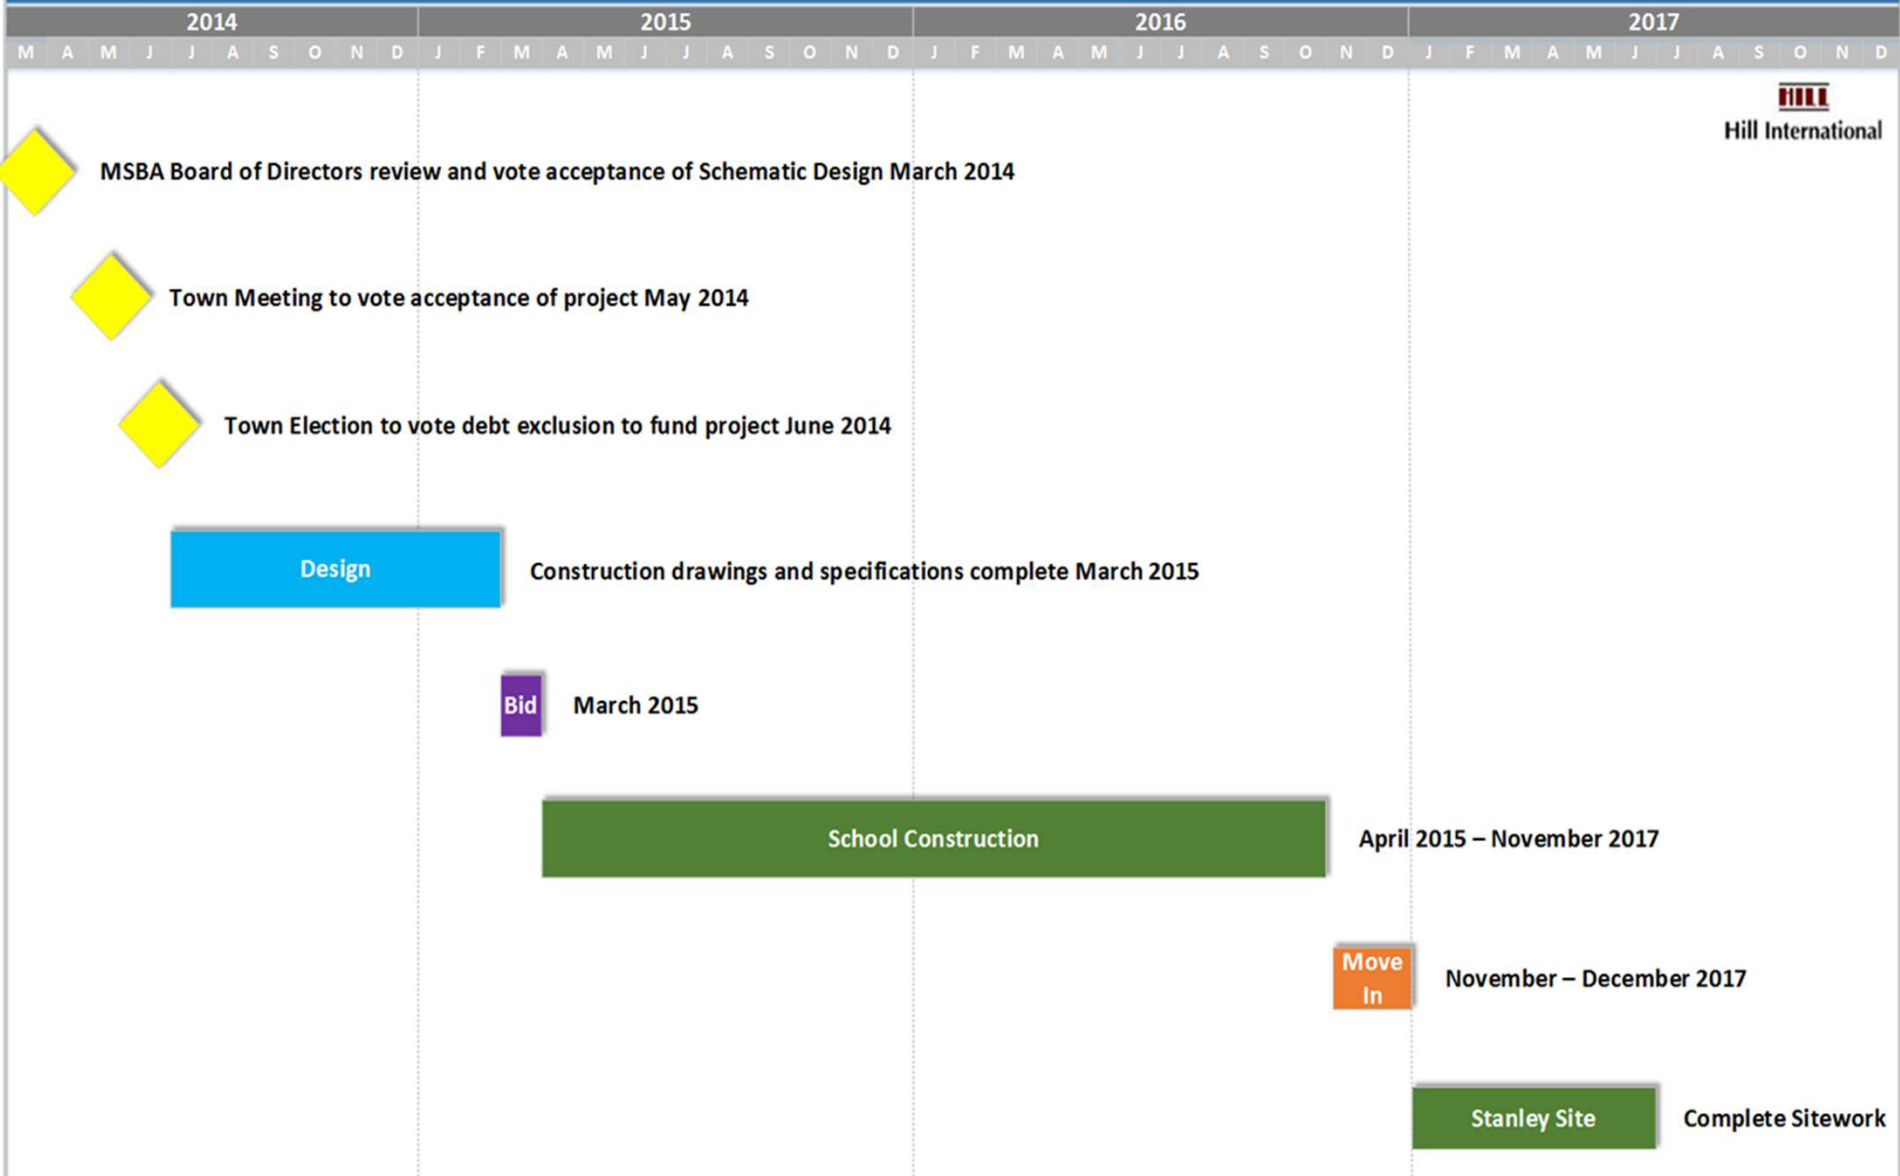 2014 2015 2016 2017
M A M J J A S O N D J F M A M J J A S O N D J F M A M J J A S O N D J F M A M J J A S O N D
HILL
Hill International
MSBA Board of Directors review and vote acceptance of Schematic Design March 2014
Town Meeting to vote acceptance of project May 2014
Town Election to vote debt exclusion to fund project June 2014
Design Construction drawings and specifications complete March 2015
Bid March 2015
School Construction April 2015 – November 2017
Move
In
November – December 2017
Stanley Site Complete Sitework